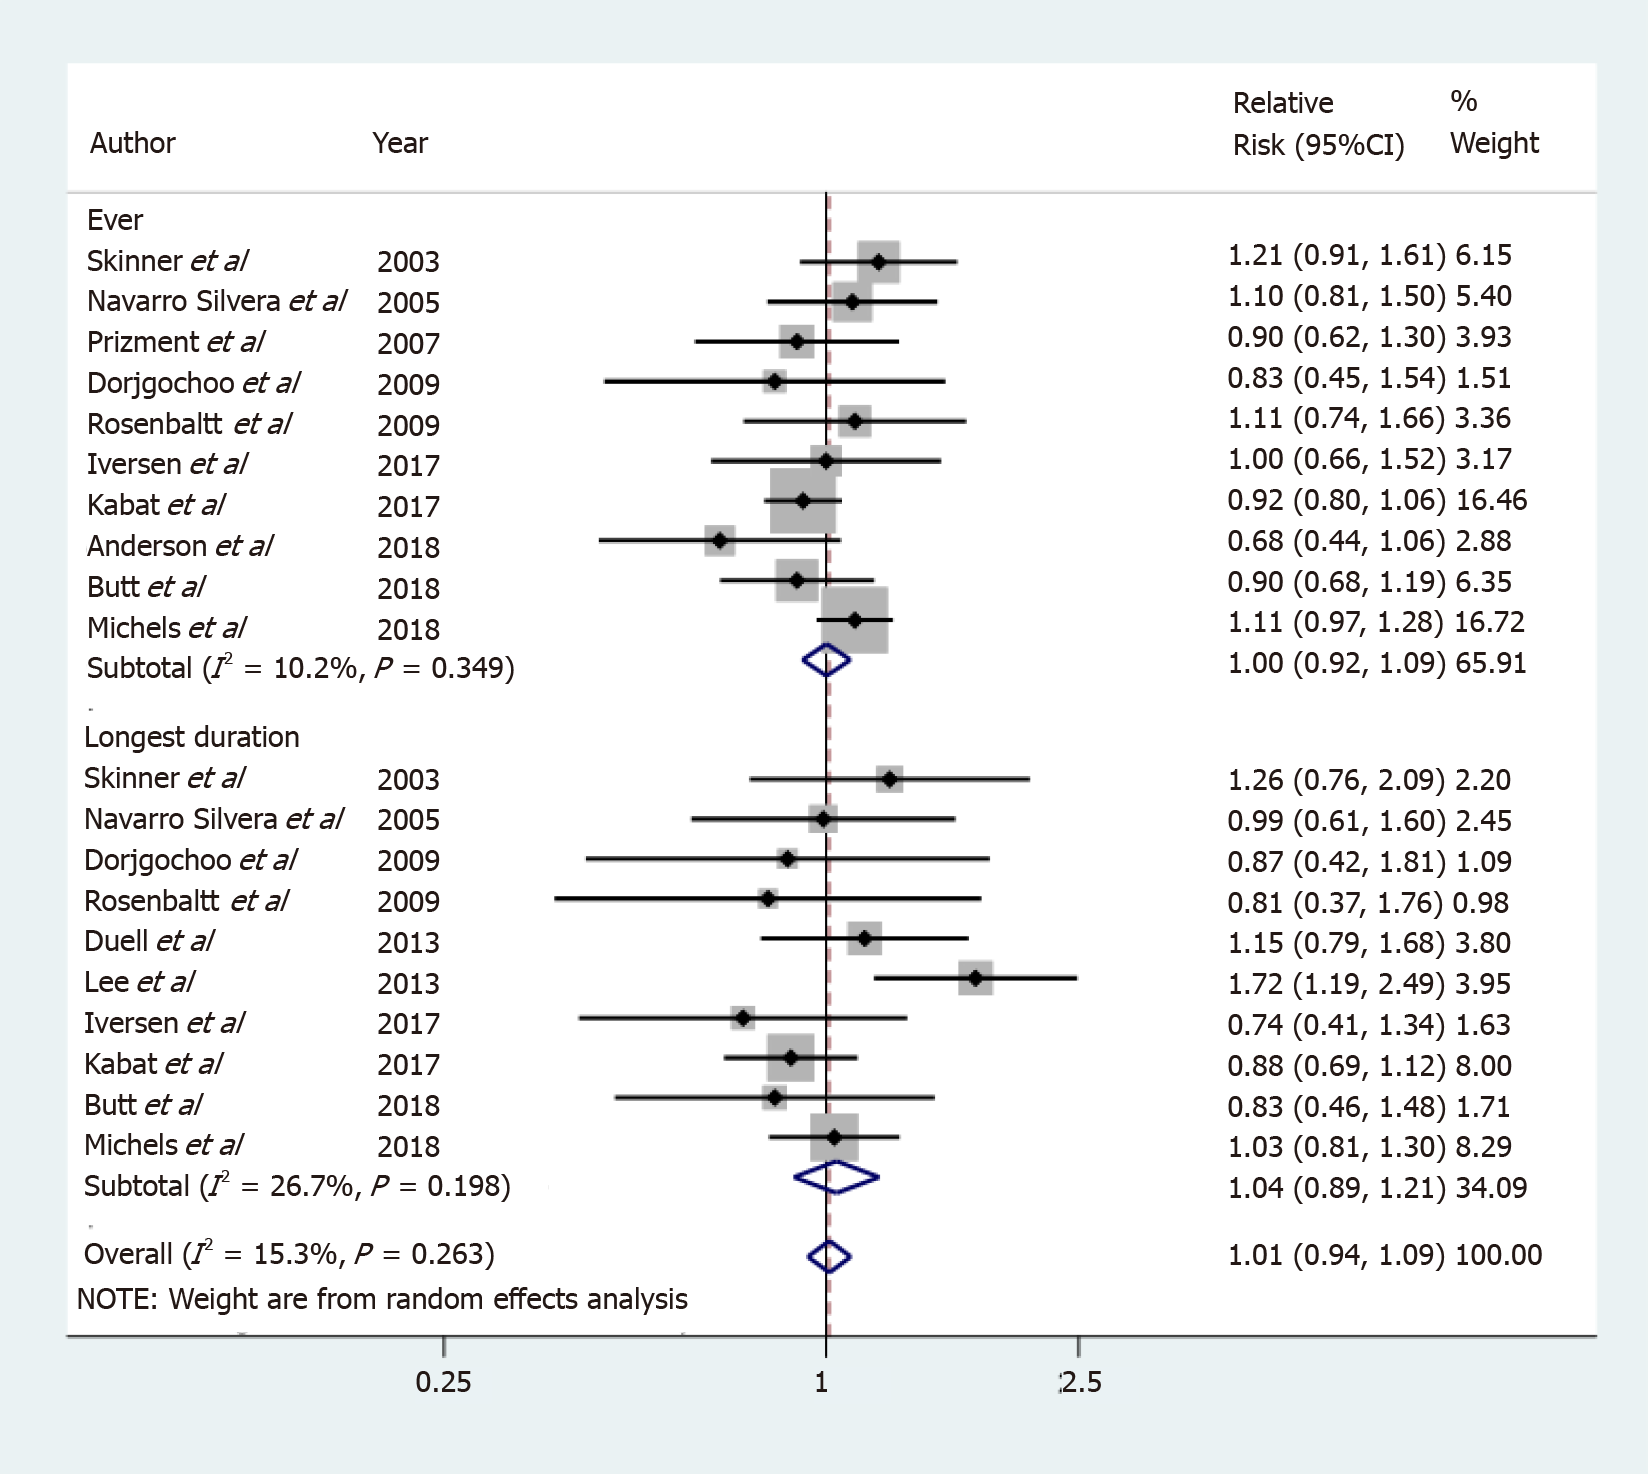 Relative %
Author Year Risk (95%CI) Weight
Ever
Skinner et al 2003 1.21 (0.91, 1.61) 6.15
Navarro Silvera et al 2005 1.10 (0.81, 1.50) 5.40
Prizment et al 2007 0.90 (0.62, 1.30) 3.93
Dorjgochoo et al 2009 0.83 (0.45, 1.54) 1.51
Rosenbaltt et al 2009 1.11 (0.74, 1.66) 3.36
Iversen et al 2017 1.00 (0.66, 1.52) 3.17
Kabat et al 2017 0.92 (0.80, 1.06) 16.46
Anderson et al 2018 0.68 (0.44, 1.06) 2.88
Butt et al 2018 0.90 (0.68, 1.19) 6.35
Michels et al 2018 1.11 (0.97, 1.28) 16.72
Subtotal (I² = 10.2%, P = 0.349) 1.00 (0.92, 1.09) 65.91
Longest duration
Skinner et al 2003 1.26 (0.76, 2.09) 2.20
Navarro Silvera et al 2005 0.99 (0.61, 1.60) 2.45
Dorjgochoo et al 2009 0.87 (0.42, 1.81) 1.09
Rosenbaltt et al 2009 0.81 (0.37, 1.76) 0.98
Duell et al 2013 1.15 (0.79, 1.68) 3.80
Lee et al 2013 1.72 (1.19, 2.49) 3.95
Iversen et al 2017 0.74 (0.41, 1.34) 1.63
Kabat et al 2017 0.88 (0.69, 1.12) 8.00
Butt et al 2018 0.83 (0.46, 1.48) 1.71
Michels et al 2018 1.03 (0.81, 1.30) 8.29
Subtotal (I² = 26.7%, P = 0.198) 1.04 (0.89, 1.21) 34.09
Overall (I² = 15.3%, P = 0.263) 1.01 (0.94, 1.09) 100.00
NOTE: Weight are from random effects analysis
0.25 1 2.5